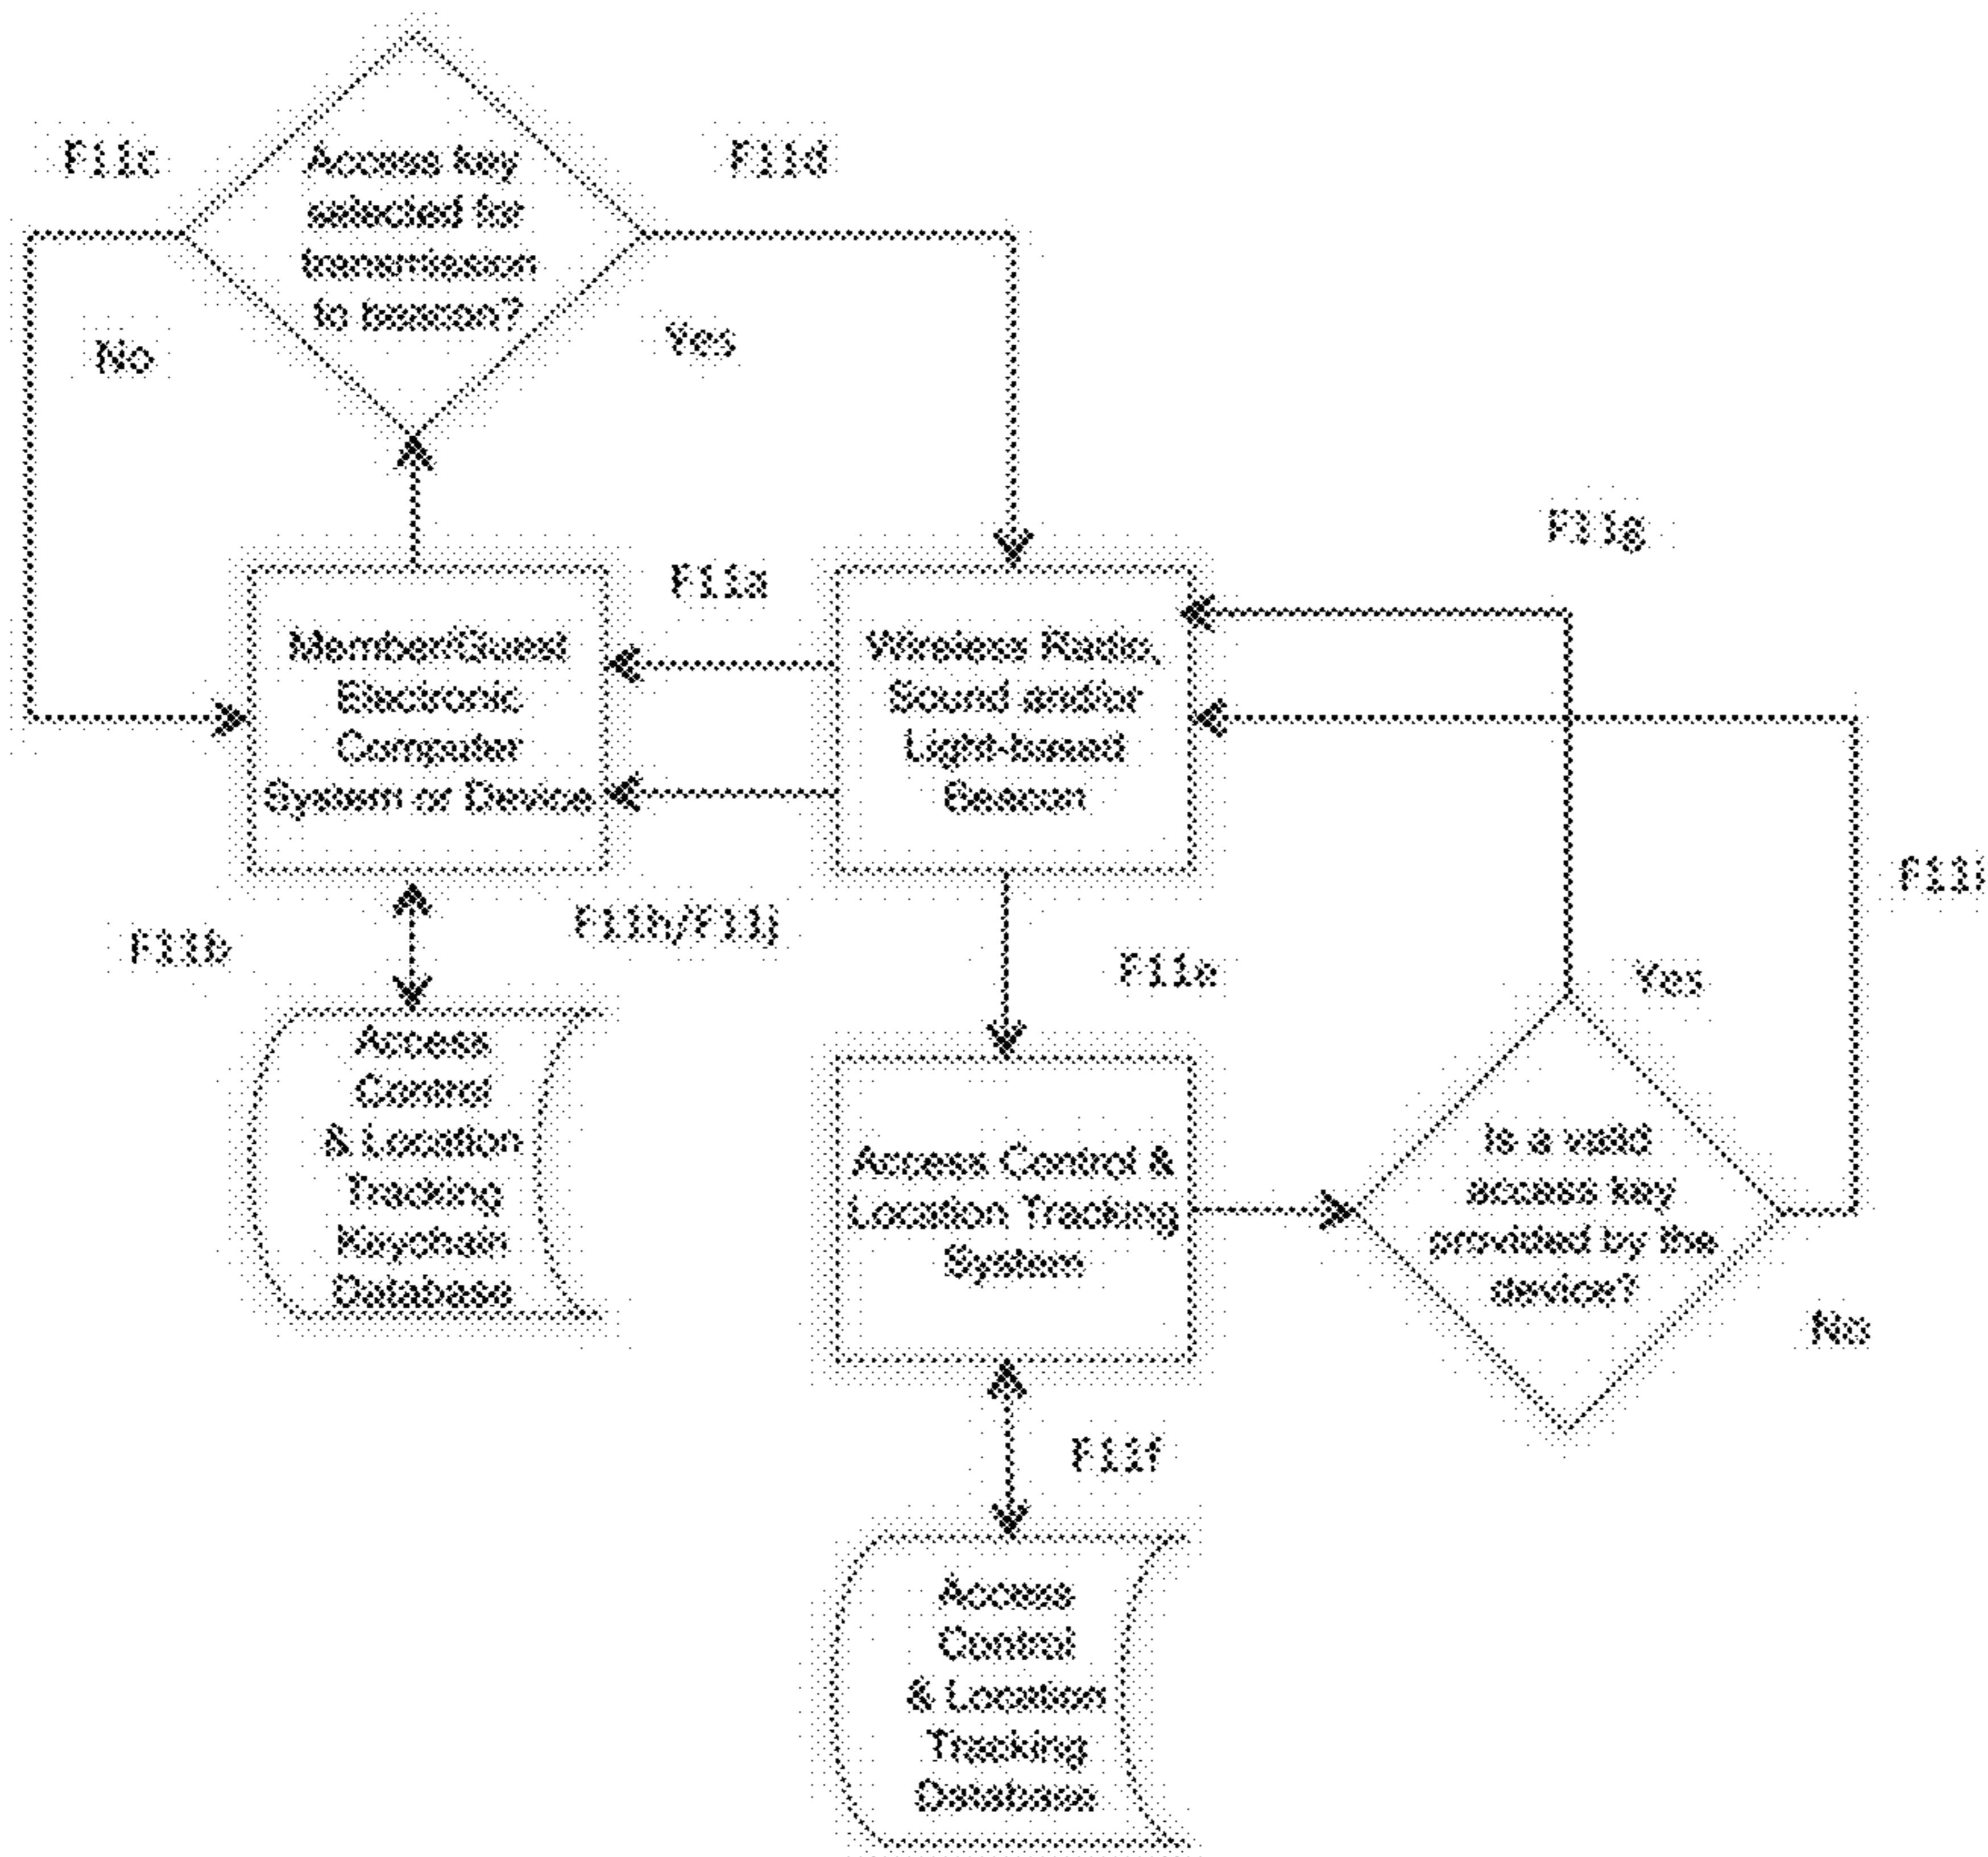 F11c
Access key
selected for
transmission
to beacon?
F11d
No
Yes
F11g
F11a
Member/Guest
Electronic
Computer
System or Device
Wireless Radio,
Sound and/or
Light-based
Beacon
F11i
F11b
F11h/F11j
F11e
Yes
Access
Control
& Location
Tracking
Keychain
Database
Access Control &
Location Tracking
System
Is a valid
access key
provided by the
device?
No
F11f
Access
Control
& Location
Tracking
Database